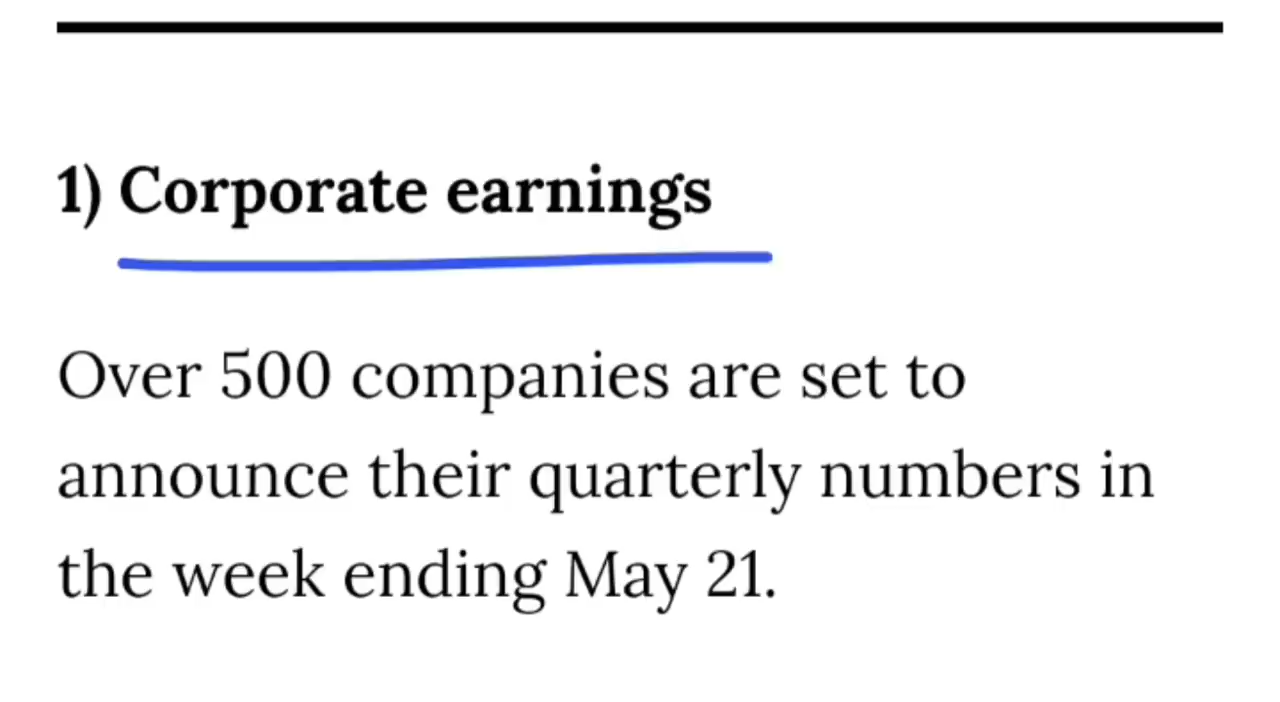 1) Corporate earnings
Over 500 companies are set to
announce their quarterly numbers in
the week ending May 21.